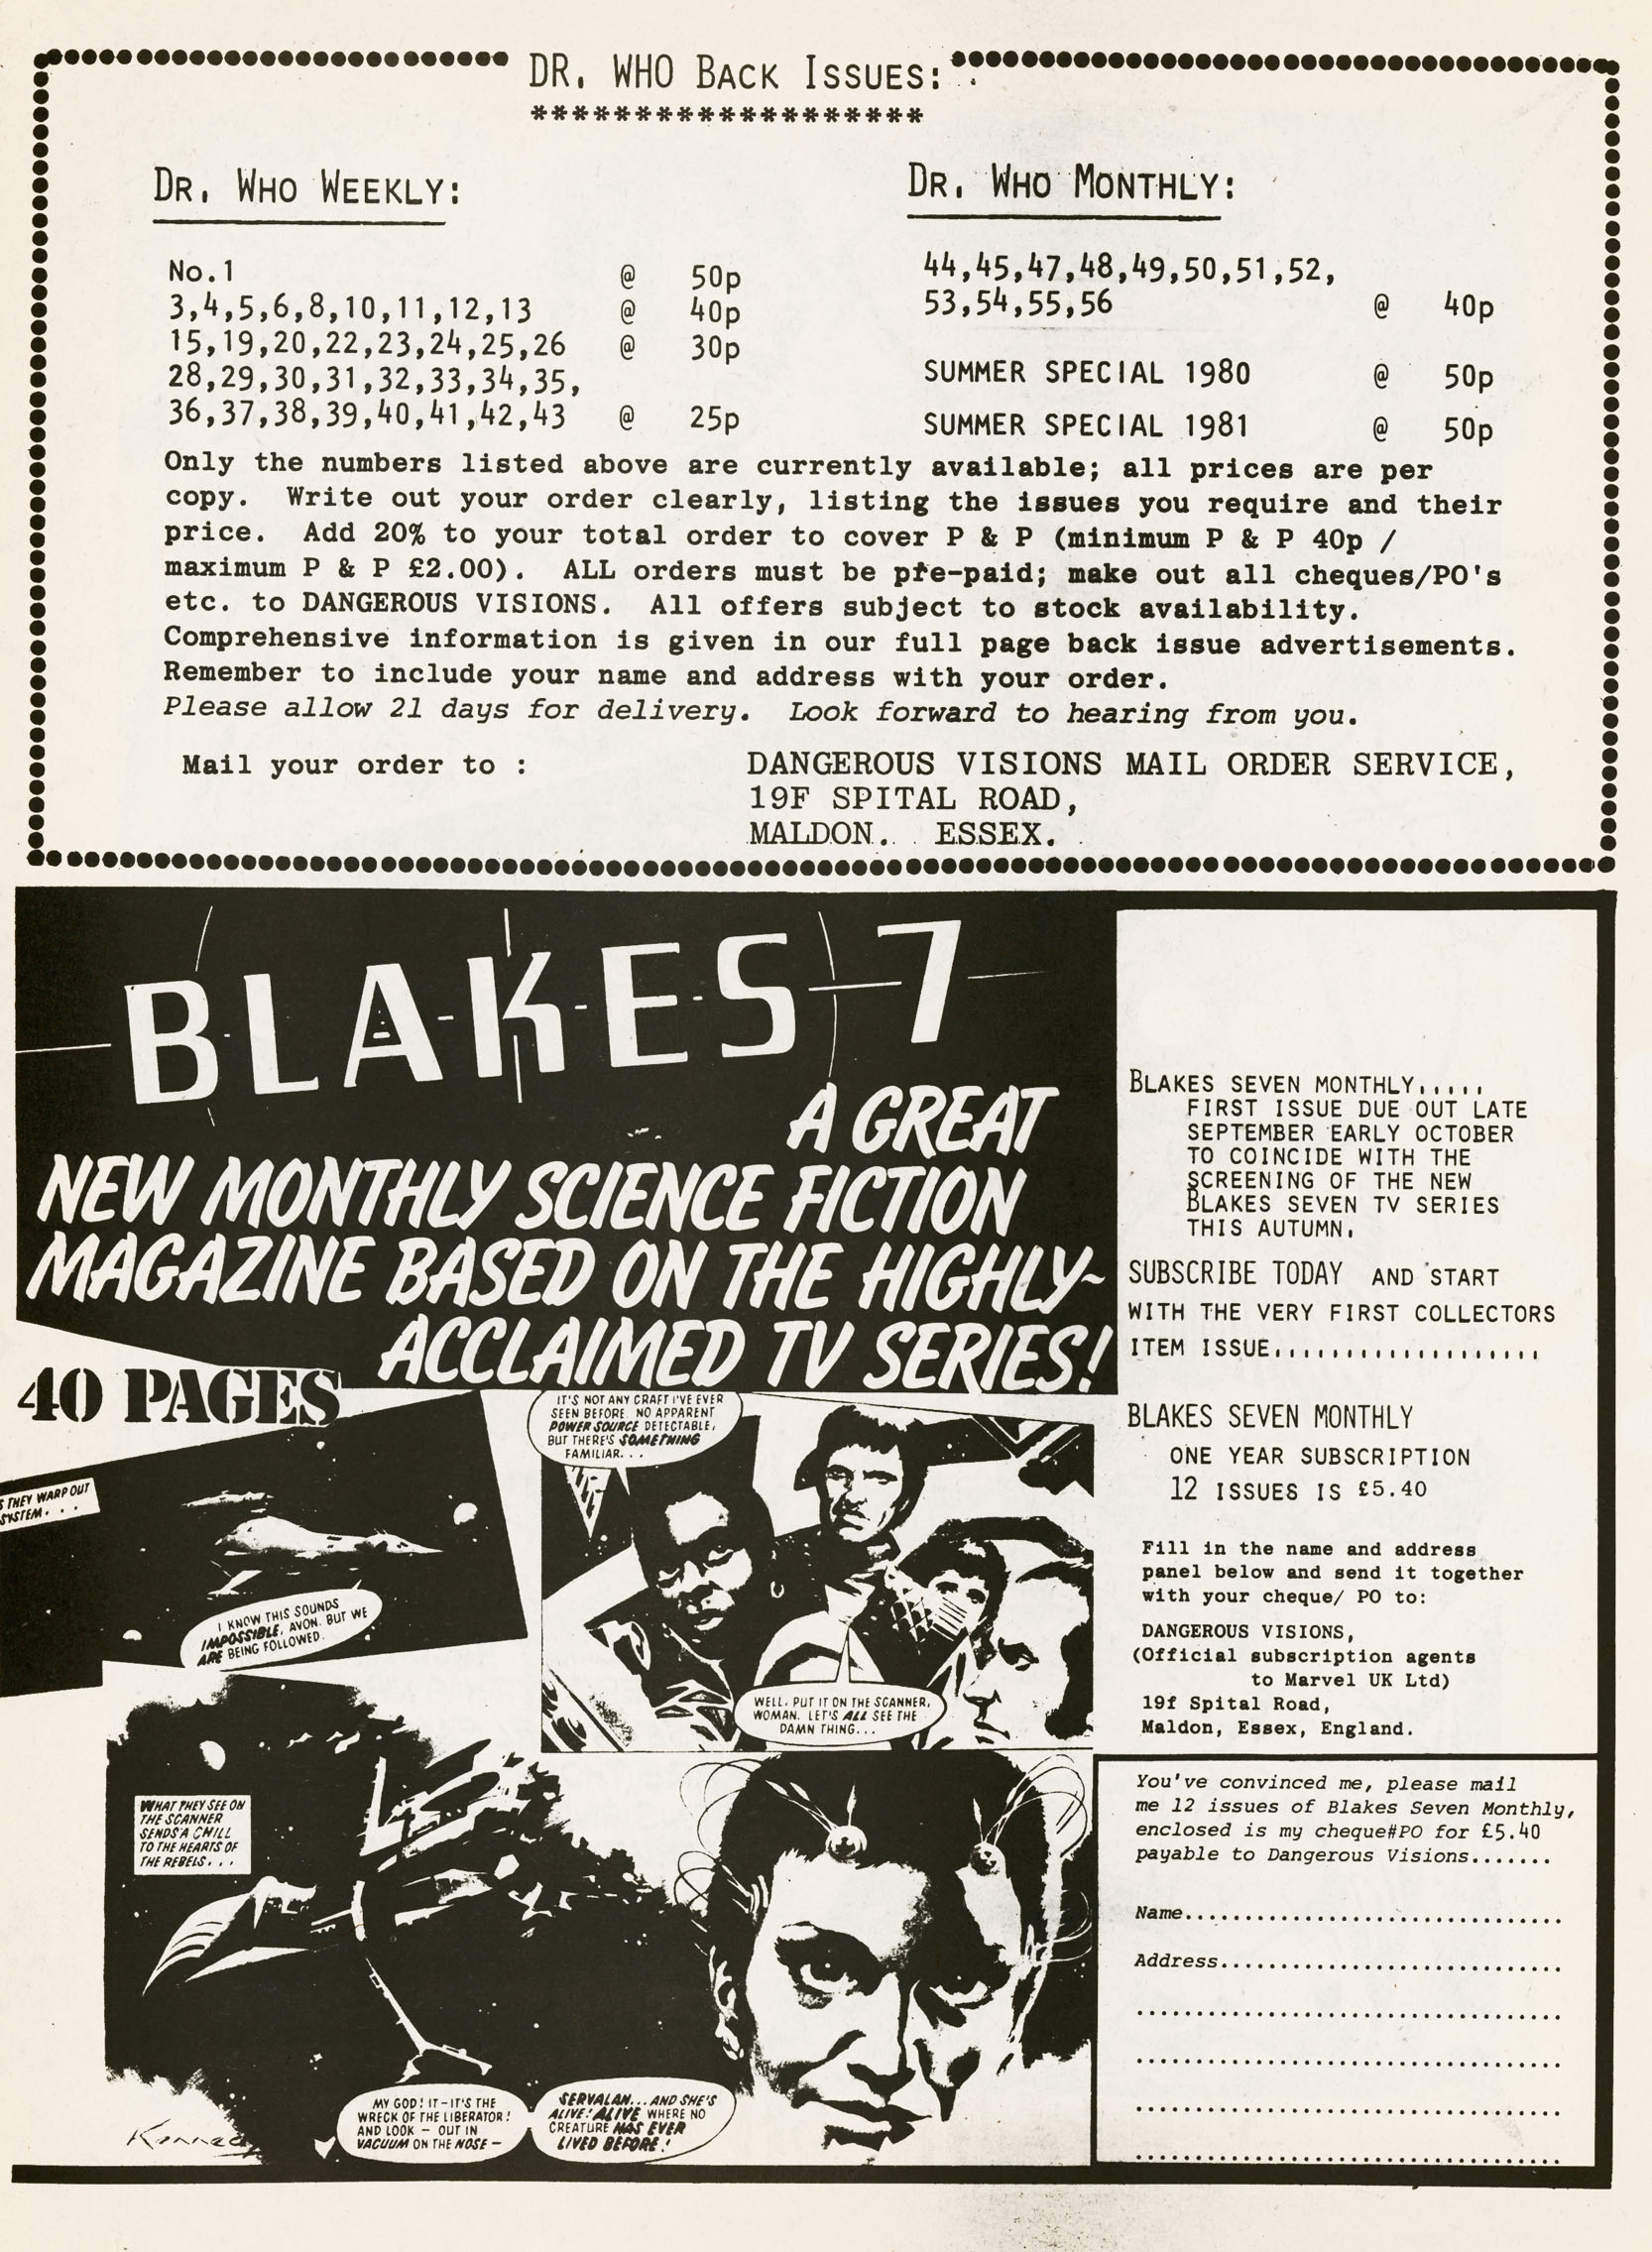 DR. WHO BACK ISSUES:
*******************
DR. WHO WEEKLY:
No.1 @ 50p
3,4,5,6,8,10,11,12,13 @ 40p
15,19,20,22,23,24,25,26 @ 30p
28,29,30,31,32,33,34,35,
36,37,38,39,40,41,42,43 @ 25p
DR. WHO MONTHLY:
44,45,47,48,49,50,51,52,
53,54,55,56 @ 40p
SUMMER SPECIAL 1980 @ 50p
SUMMER SPECIAL 1981 @ 50p
Only the numbers listed above are currently available; all prices are per
copy. Write out your order clearly, listing the issues you require and their
price. Add 20% to your total order to cover P & P (minimum P & P 40p /
maximum P & P £2.00). ALL orders must be pre-paid; make out all cheques/PO's
etc. to DANGEROUS VISIONS. All offers subject to stock availability.
Comprehensive information is given in our full page back issue advertisements.
Remember to include your name and address with your order.
Please allow 21 days for delivery. Look forward to hearing from you.
Mail your order to : DANGEROUS VISIONS MAIL ORDER SERVICE,
19F SPITAL ROAD,
MALDON. ESSEX.
BLAKES 7
A GREAT
NEW MONTHLY SCIENCE FICTION
MAGAZINE BASED ON THE HIGHLY-
ACCLAIMED TV SERIES!
40 PAGES
S THEY WARP OUT
SYSTEM. . .
I KNOW THIS SOUNDS
IMPOSSIBLE, AVON. BUT WE
ARE BEING FOLLOWED.
IT'S NOT ANY CRAFT I'VE EVER
SEEN BEFORE. NO APPARENT
POWER SOURCE DETECTABLE,
BUT THERE'S SOMETHING
FAMILIAR. . .
WELL, PUT IT ON THE SCANNER,
WOMAN. LET'S ALL SEE THE
DAMN THING. . .
WHAT THEY SEE ON
THE SCANNER
SENDS A CHILL
TO THE HEARTS OF
THE REBELS. . .
MY GOD! IT-IT'S THE
WRECK OF THE LIBERATOR!
AND LOOK - OUT IN
VACUUM ON THE NOSE-
SERVALAN... AND SHE'S
ALIVE! ALIVE WHERE NO
CREATURE HAS EVER
LIVED BEFORE!
BLAKES SEVEN MONTHLY.....
FIRST ISSUE DUE OUT LATE
SEPTEMBER EARLY OCTOBER
TO COINCIDE WITH THE
SCREENING OF THE NEW
BLAKES SEVEN TV SERIES
THIS AUTUMN.
SUBSCRIBE TODAY AND START
WITH THE VERY FIRST COLLECTORS
ITEM ISSUE...................
BLAKES SEVEN MONTHLY
ONE YEAR SUBSCRIPTION
12 ISSUES IS £5.40
Fill in the name and address
panel below and send it together
with your cheque/ PO to:
DANGEROUS VISIONS,
(Official subscription agents
to Marvel UK Ltd)
19f Spital Road,
Maldon, Essex, England.
You've convinced me, please mail
me 12 issues of Blakes Seven Monthly,
enclosed is my cheque#PO for £5.40
payable to Dangerous Visions.......
Name................................
Address.............................
....................................
....................................
....................................
....................................